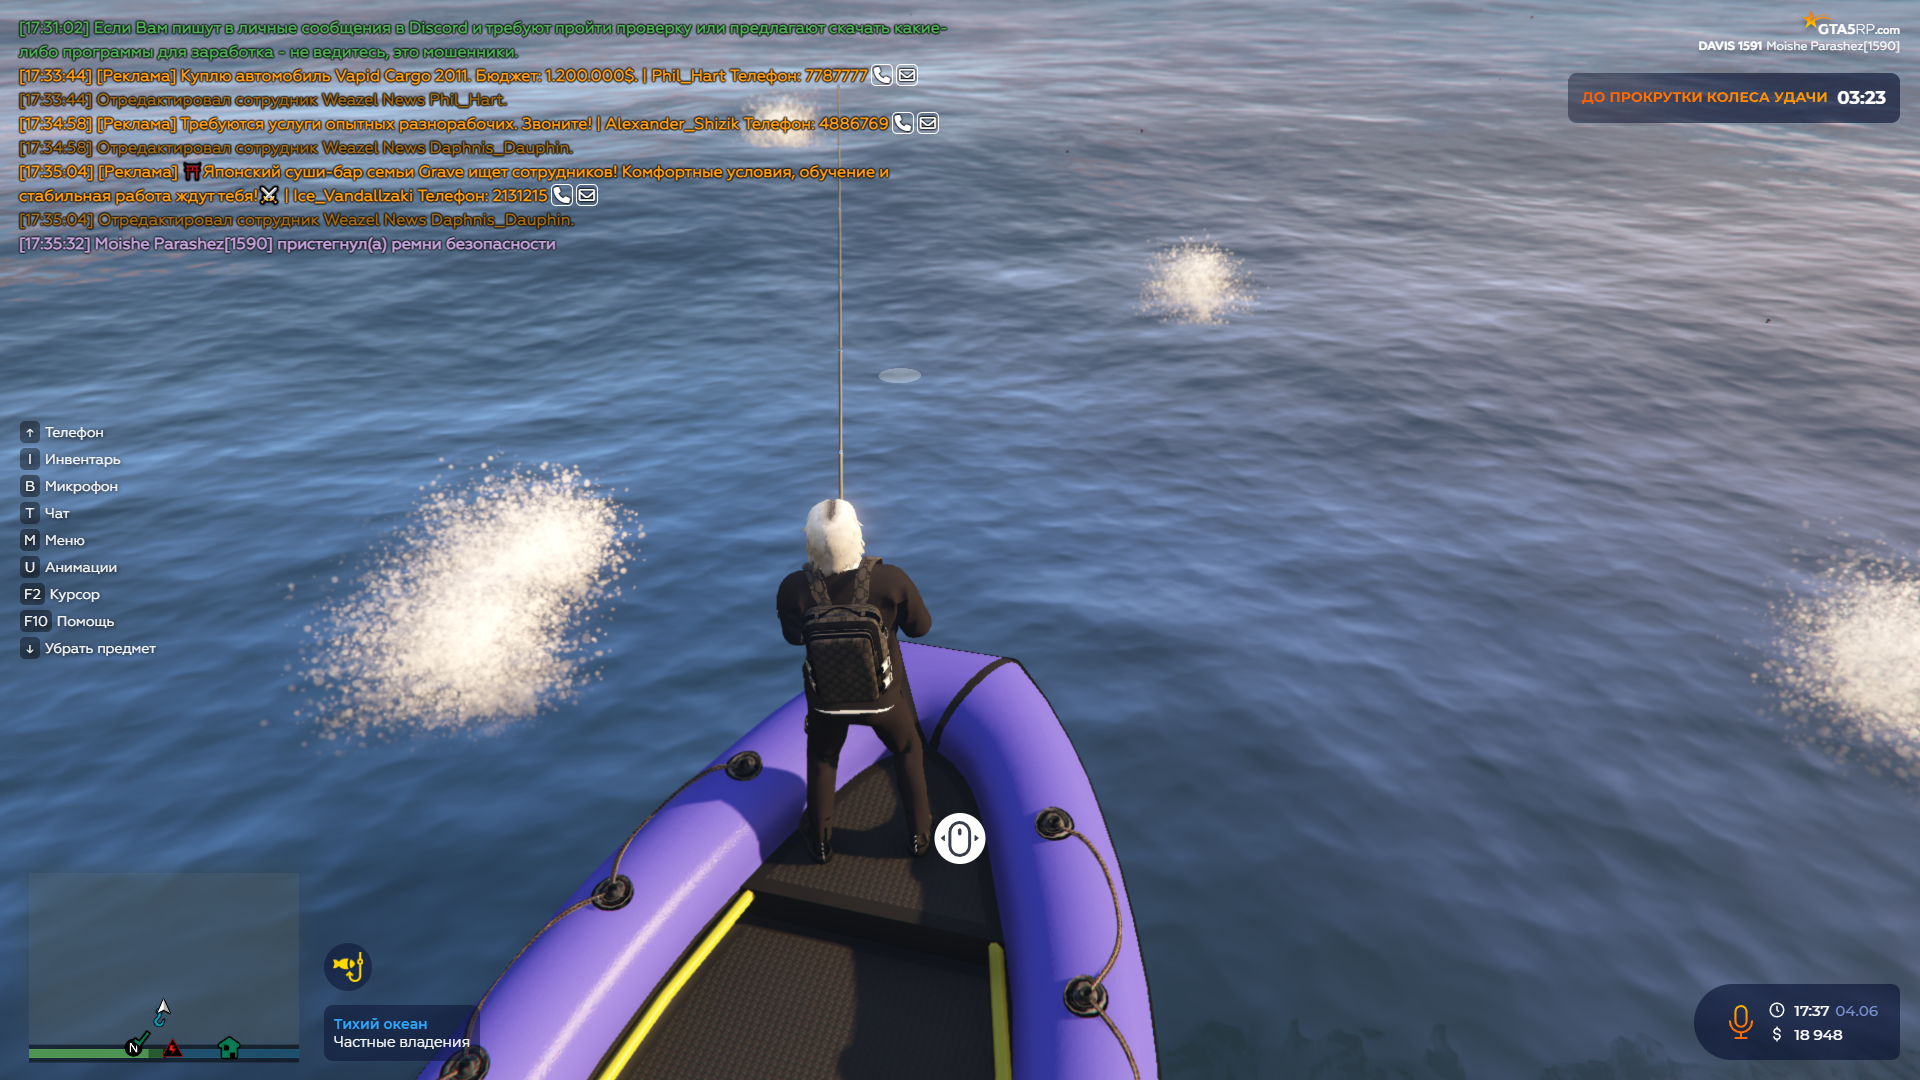 [17:31:02] Если Вам пишут в личные сообщения в Discord и требуют пройти проверку или предлагают скачать какие-
либо программы для заработка - не ведитесь, это мошенники.
[17:33:44] [Реклама] Куплю автомобиль Vapid Cargo 2011. Бюджет: 1.200.000$. | Phil_Hart Телефон: 7787777
[17:33:44] Отредактировал сотрудник Weazel News Phil_Hart.
[17:34:58] [Реклама] Требуются услуги опытных разнорабочих. Звоните! | Alexander_Shizik Телефон: 4886769
[17:34:58] Отредактировал сотрудник Weazel News Daphnis_Dauphin.
[17:35:04] [Реклама] Японский суши-бар семьи Grave ищет сотрудников! Комфортные условия, обучение и
стабильная работа ждут тебя! | Ice_Vandallzaki Телефон: 2131215
[17:35:04] Отредактировал сотрудник Weazel News Daphnis_Dauphin.
[17:35:32] Moishe Parashez[1590] пристегнул(а) ремни безопасности
GTA5RP.com
DAVIS 1591 Moishe Parashez[1590]
ДО ПРОКРУТКИ КОЛЕСА УДАЧИ 03:23
↑ Телефон
I Инвентарь
B Микрофон
T Чат
M Меню
U Анимации
F2 Курсор
F10 Помощь
↓ Убрать предмет
N
Тихий океан
Частные владения
17:37 04.06
$ 18 948